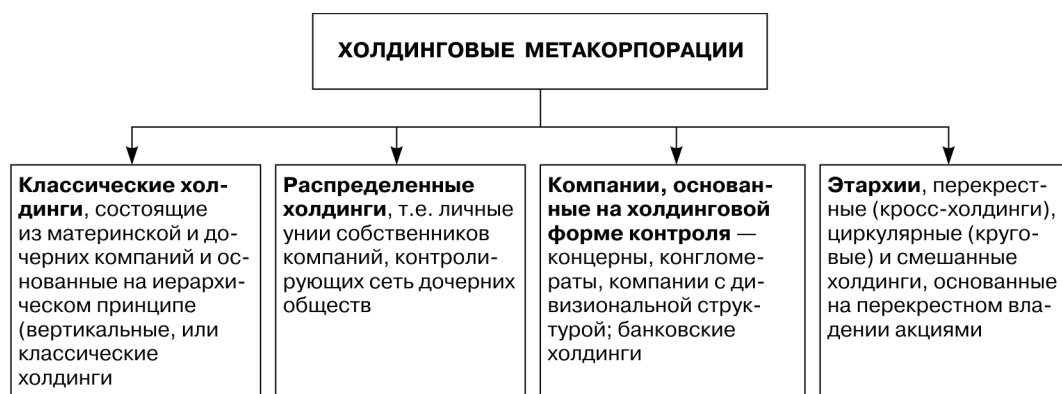 ХОЛДИНГОВЫЕ МЕТАКОРПОРАЦИИ
Классические хол-
динги, состоящие
из материнской и до-
черних компаний и ос-
нованные на иерархи-
ческом принципе
(вертикальные, или
классические
холдинги
Распределенные
холдинги, т.е. личные
унии собственников
компаний, контроли-
рующих сеть дочерних
обществ
Компании, основан-
ные на холдинговой
форме контроля —
концерны, конгломе-
раты, компании с ди-
визиональной струк-
турой; банковские
холдинги
Этархии, перекрест-
ные (кросс-холдинги),
циркулярные (круго-
вые) и смешанные
холдинги, основанные
на перекрестном вла-
дении акциями